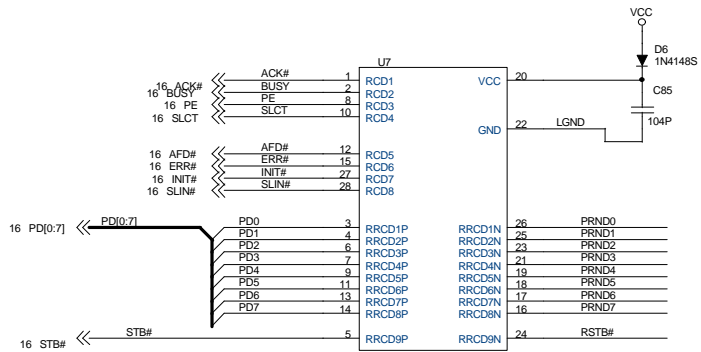 VCC
D6
1N4148S
U7
16 ACK# ACK# 1 RCD1 VCC 20
16 BUSY BUSY 2 RCD2
16 PE PE 8 RCD3
16 SLCT SLCT 10 RCD4
C85
104P
GND 22 LGND
16 AFD# AFD# 12 RCD5
16 ERR# ERR# 15 RCD6
16 INIT# INIT# 27 RCD7
16 SLIN# SLIN# 28 RCD8
16 PD[0:7] PD[0:7] PD0 3 RRCD1P RRCD1N 26 PRND0
PD1 4 RRCD2P RRCD2N 25 PRND1
PD2 6 RRCD3P RRCD3N 23 PRND2
PD3 7 RRCD4P RRCD4N 21 PRND3
PD4 9 RRCD5P RRCD5N 19 PRND4
PD5 11 RRCD6P RRCD6N 18 PRND5
PD6 13 RRCD7P RRCD7N 17 PRND6
PD7 14 RRCD8P RRCD8N 16 PRND7
16 STB# STB# 5 RRCD9P RRCD9N 24 RSTB#